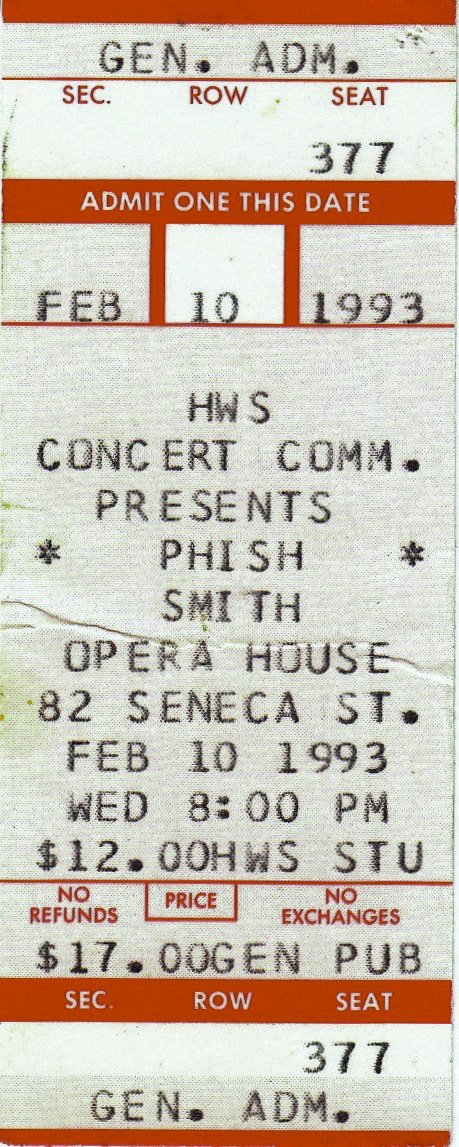 GEN. ADM.
SEC. ROW SEAT
377
ADMIT ONE THIS DATE
FEB 10 1993
HWS
CONCERT COMM.
PRESENTS
* PHISH *
SMITH
OPERA HOUSE
82 SENECA ST.
FEB 10 1993
WED 8:00 PM
$12.00HWS STU
NO REFUNDS PRICE NO EXCHANGES
$17.00GEN PUB
SEC. ROW SEAT
377
GEN. ADM.